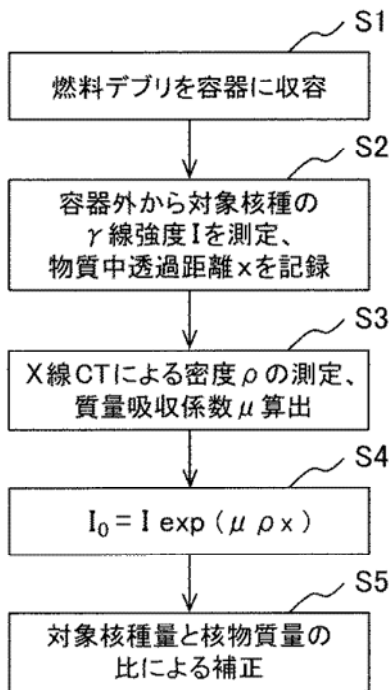 S1
燃料デブリを容器に収容
S2
容器外から対象核種の
γ線強度Iを測定、
物質中透過距離xを記録
S3
X線CTによる密度ρの測定、
質量吸収係数μ算出
S4
I₀=I exp(μρx)
S5
対象核種量と核物質量の
比による補正